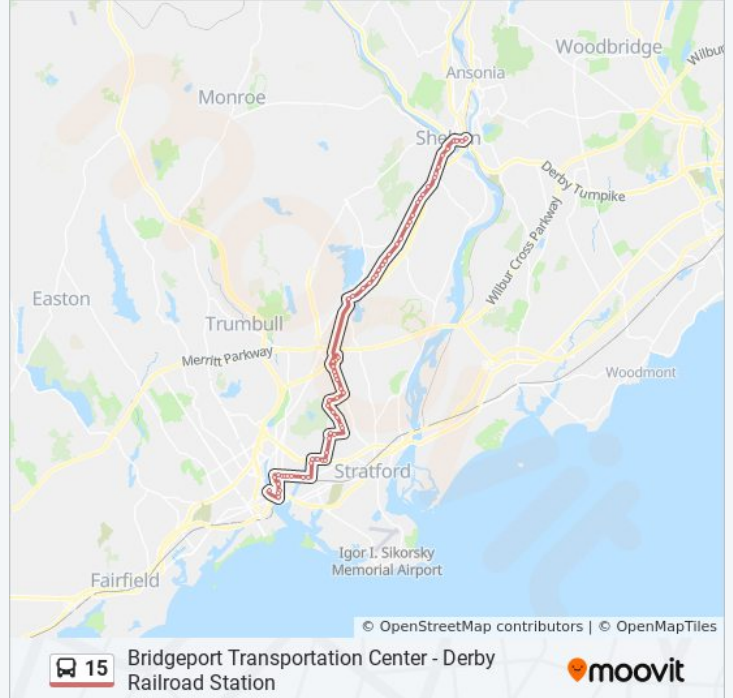 Woodbridge
Wilbur
Ansonia
Monroe
Shelton
Derby Turnpike
Wilbur Cross Parkway
Easton
Trumbull
Merritt Parkway
Woodmont
Stratford
Igor I. Sikorsky
Memorial Airport
Fairfield
© OpenStreetMap contributors | © OpenMapTiles
15
Bridgeport Transportation Center - Derby
Railroad Station
moovit